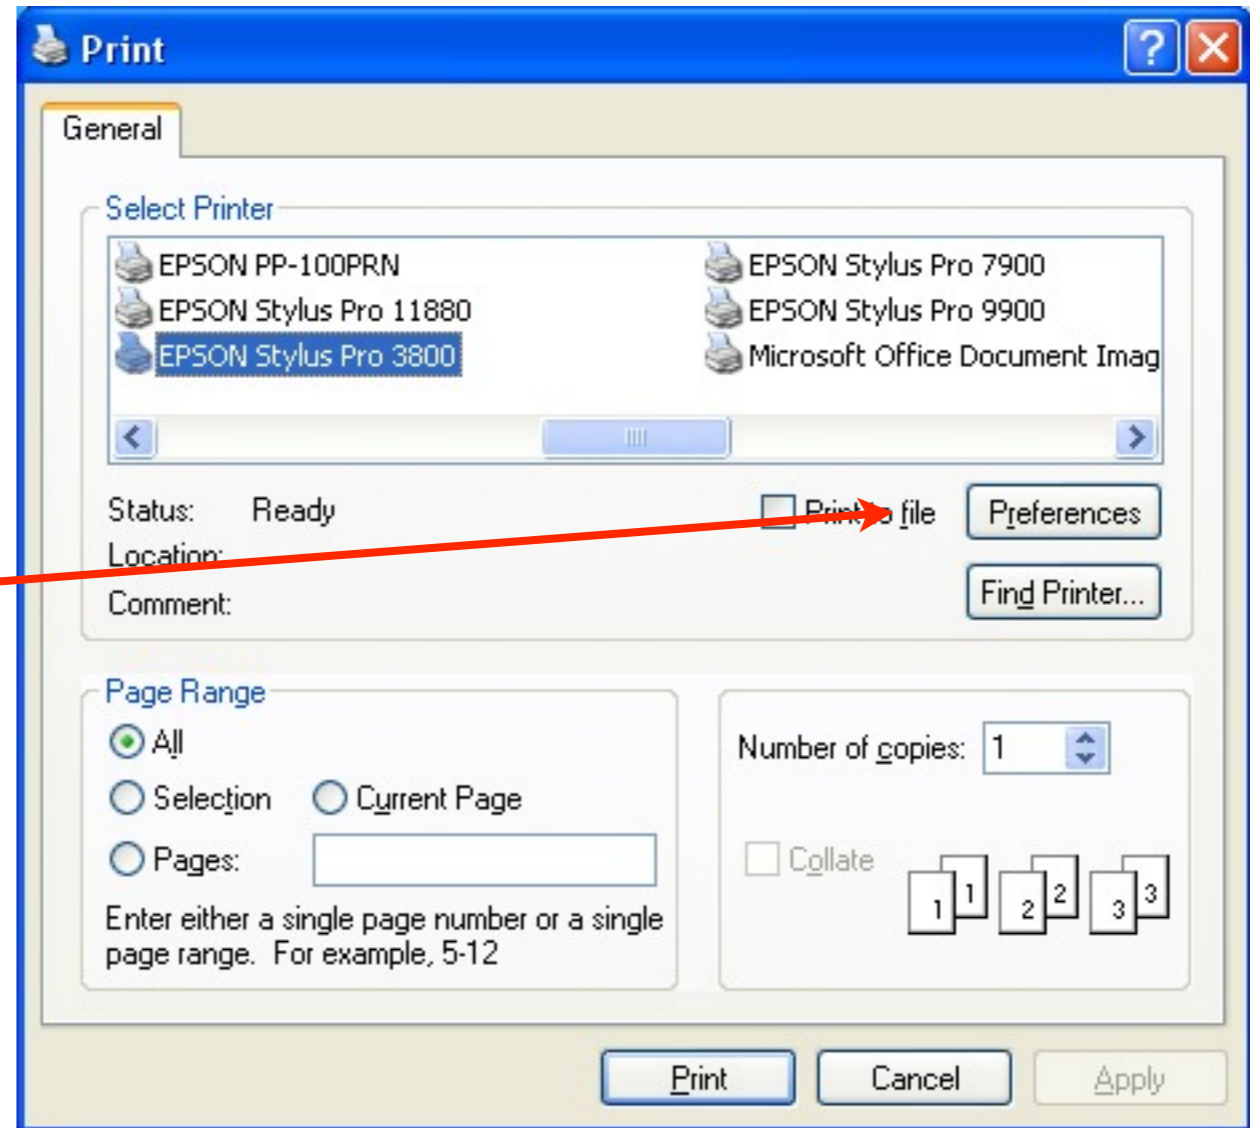 Print
General
Select Printer
EPSON PP-100PRN
EPSON Stylus Pro 11880
EPSON Stylus Pro 3800
EPSON Stylus Pro 7900
EPSON Stylus Pro 9900
Microsoft Office Document Imag
Status: Ready
Location:
Comment:
Print to file
Preferences
Find Printer...
Page Range
All
Selection Current Page
Pages:
Enter either a single page number or a single
page range. For example, 5-12
Number of copies: 1
Collate
1 1 2 2 3 3
Print Cancel Apply